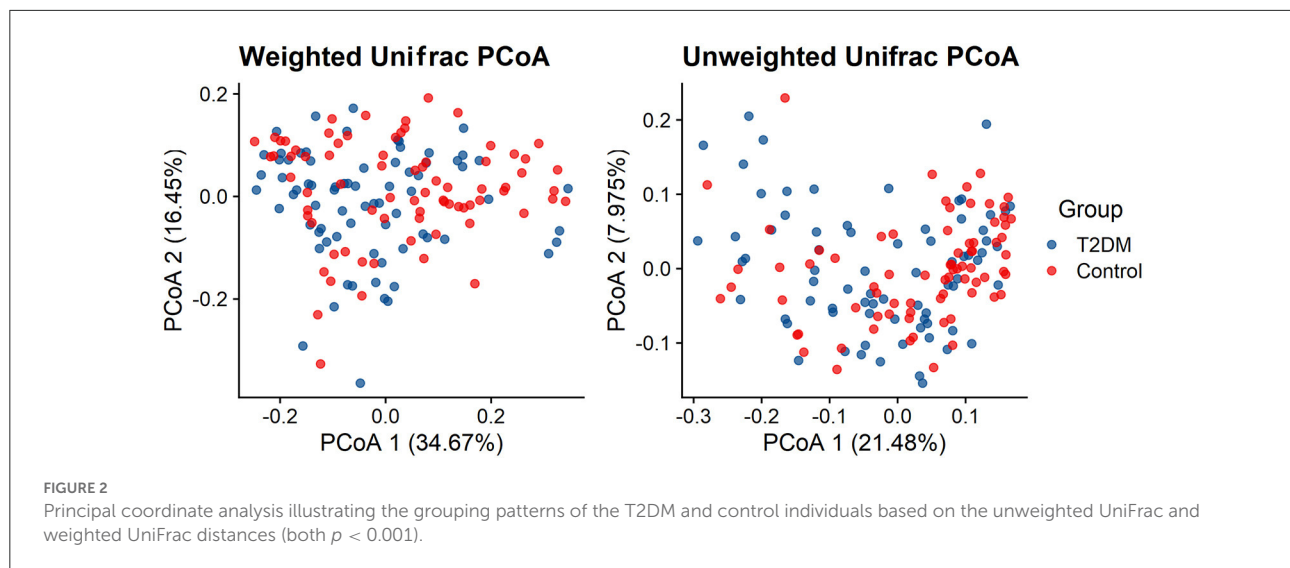 Weighted Unifrac PCoA
0.2
0.0
-0.2
PCoA 2 (16.45%)
-0.2
0.0
0.2
PCoA 1 (34.67%)
Unweighted Unifrac PCoA
0.2
0.1
0.0
-0.1
PCoA 2 (7.975%)
-0.3
-0.2
-0.1
0.0
0.1
PCoA 1 (21.48%)
Group
T2DM
Control
FIGURE 2
Principal coordinate analysis illustrating the grouping patterns of the T2DM and control individuals based on the unweighted UniFrac and
weighted UniFrac distances (both p < 0.001).